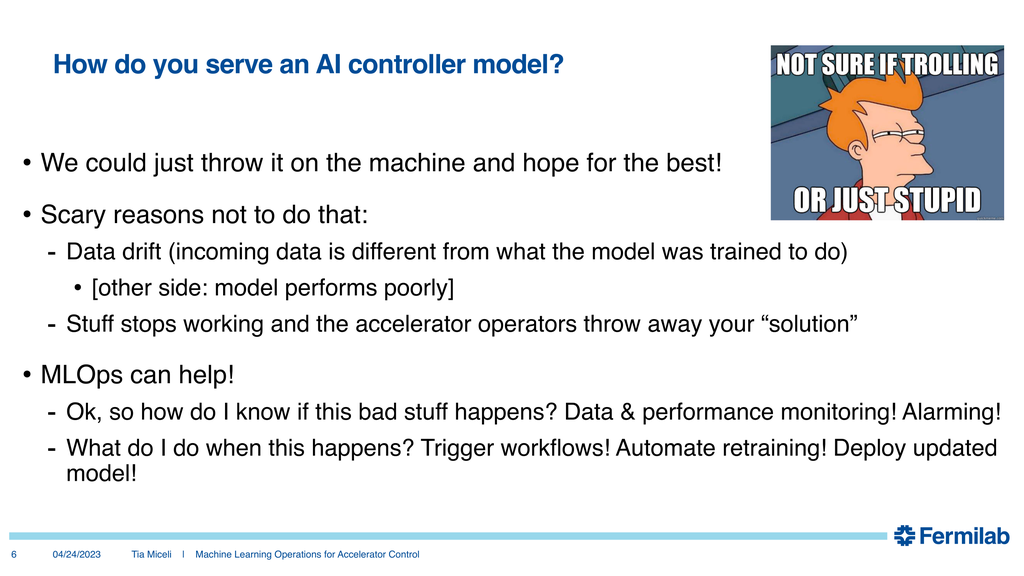 How do you serve an AI controller model?
NOT SURE IF TROLLING
OR JUST STUPID
• We could just throw it on the machine and hope for the best!
• Scary reasons not to do that:
- Data drift (incoming data is different from what the model was trained to do)
• [other side: model performs poorly]
- Stuff stops working and the accelerator operators throw away your “solution”
• MLOps can help!
- Ok, so how do I know if this bad stuff happens? Data & performance monitoring! Alarming!
- What do I do when this happens? Trigger workflows! Automate retraining! Deploy updated
model!
Fermilab
6 04/24/2023 Tia Miceli | Machine Learning Operations for Accelerator Control